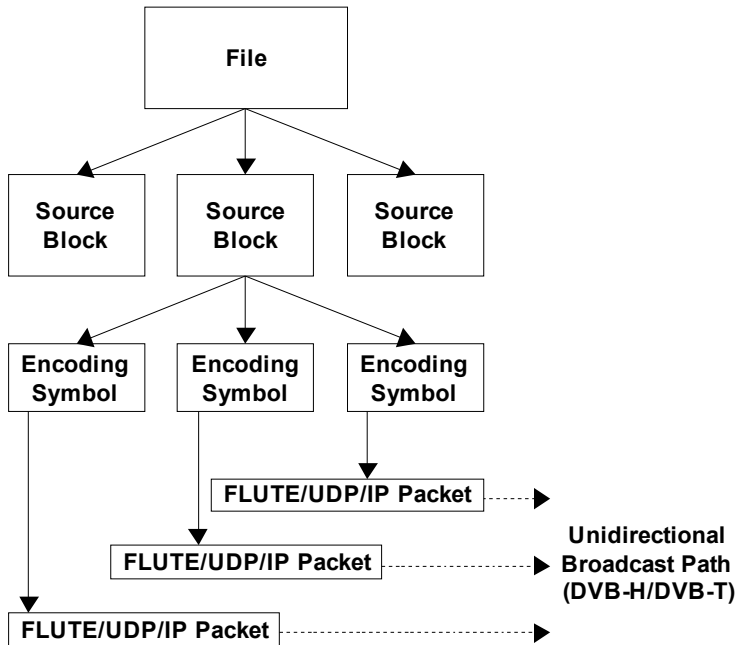 File
Source
Block
Source
Block
Source
Block
Encoding
Symbol
Encoding
Symbol
Encoding
Symbol
FLUTE/UDP/IP Packet
FLUTE/UDP/IP Packet
FLUTE/UDP/IP Packet
Unidirectional
Broadcast Path
(DVB-H/DVB-T)